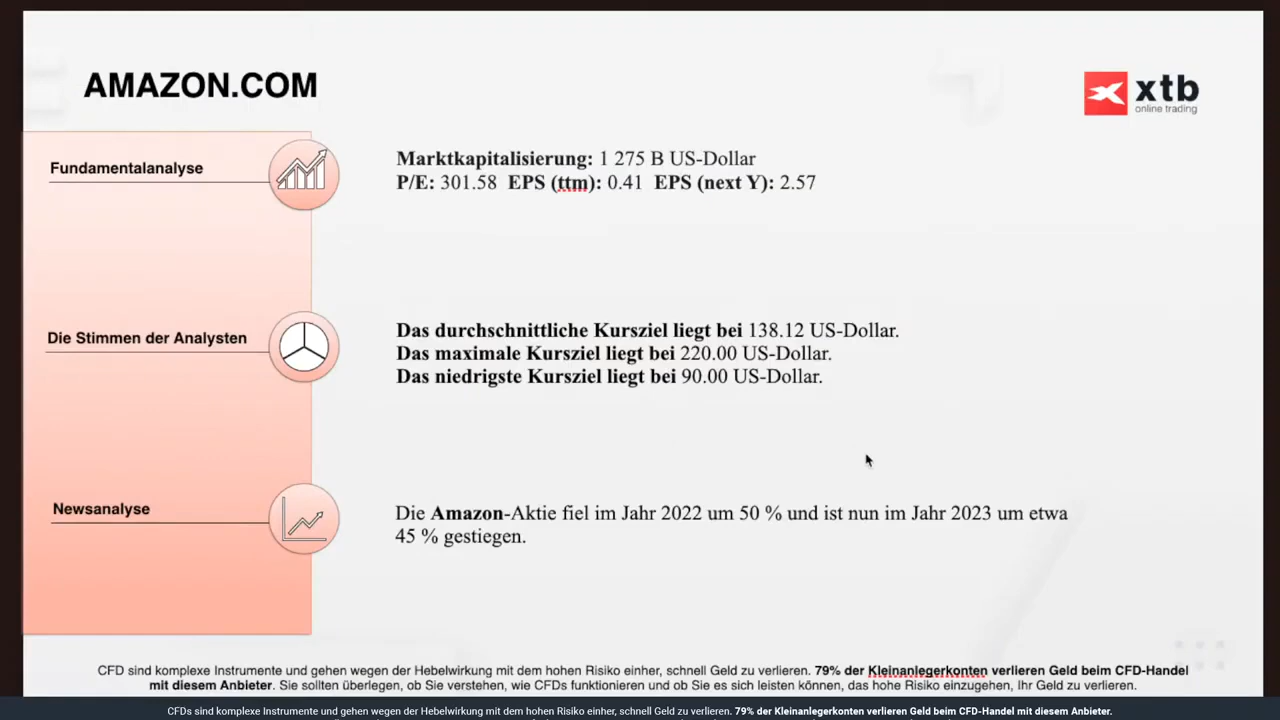 AMAZON.COM
xtb
online trading
Fundamentalanalyse
Marktkapitalisierung: 1 275 B US-Dollar
P/E: 301.58 EPS (ttm): 0.41 EPS (next Y): 2.57
Die Stimmen der Analysten
Das durchschnittliche Kursziel liegt bei 138.12 US-Dollar.
Das maximale Kursziel liegt bei 220.00 US-Dollar.
Das niedrigste Kursziel liegt bei 90.00 US-Dollar.
Newsanalyse
Die Amazon-Aktie fiel im Jahr 2022 um 50 % und ist nun im Jahr 2023 um etwa
45 % gestiegen.
CFD sind komplexe Instrumente und gehen wegen der Hebelwirkung mit dem hohen Risiko einher, schnell Geld zu verlieren. 79% der Kleinanlegerkonten verlieren Geld beim CFD-Handel
mit diesem Anbieter. Sie sollten überlegen, ob Sie verstehen, wie CFDs funktionieren und ob Sie es sich leisten können, das hohe Risiko einzugehen, Ihr Geld zu verlieren.
CFDs sind komplexe Instrumente und gehen wegen der Hebelwirkung mit dem hohen Risiko einher, schnell Geld zu verlieren. 79% der Kleinanlegerkonten verlieren Geld beim CFD-Handel mit diesem Anbieter.